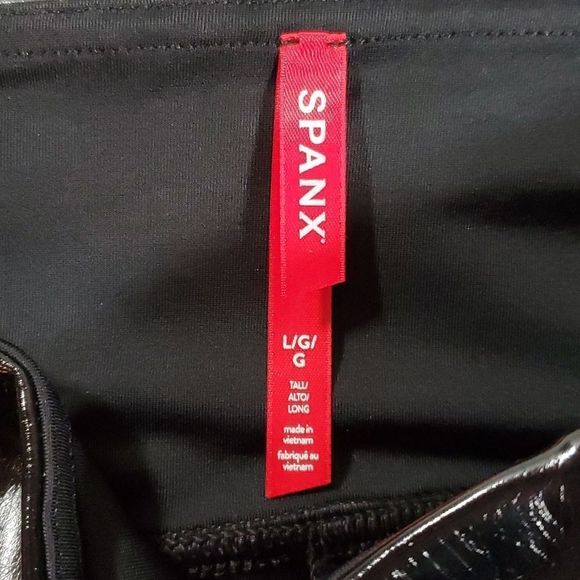 SPANX®
L/G/
G
TALL/
ALTO/
LONG
made in
vietnam
fabriqué au
vietnam